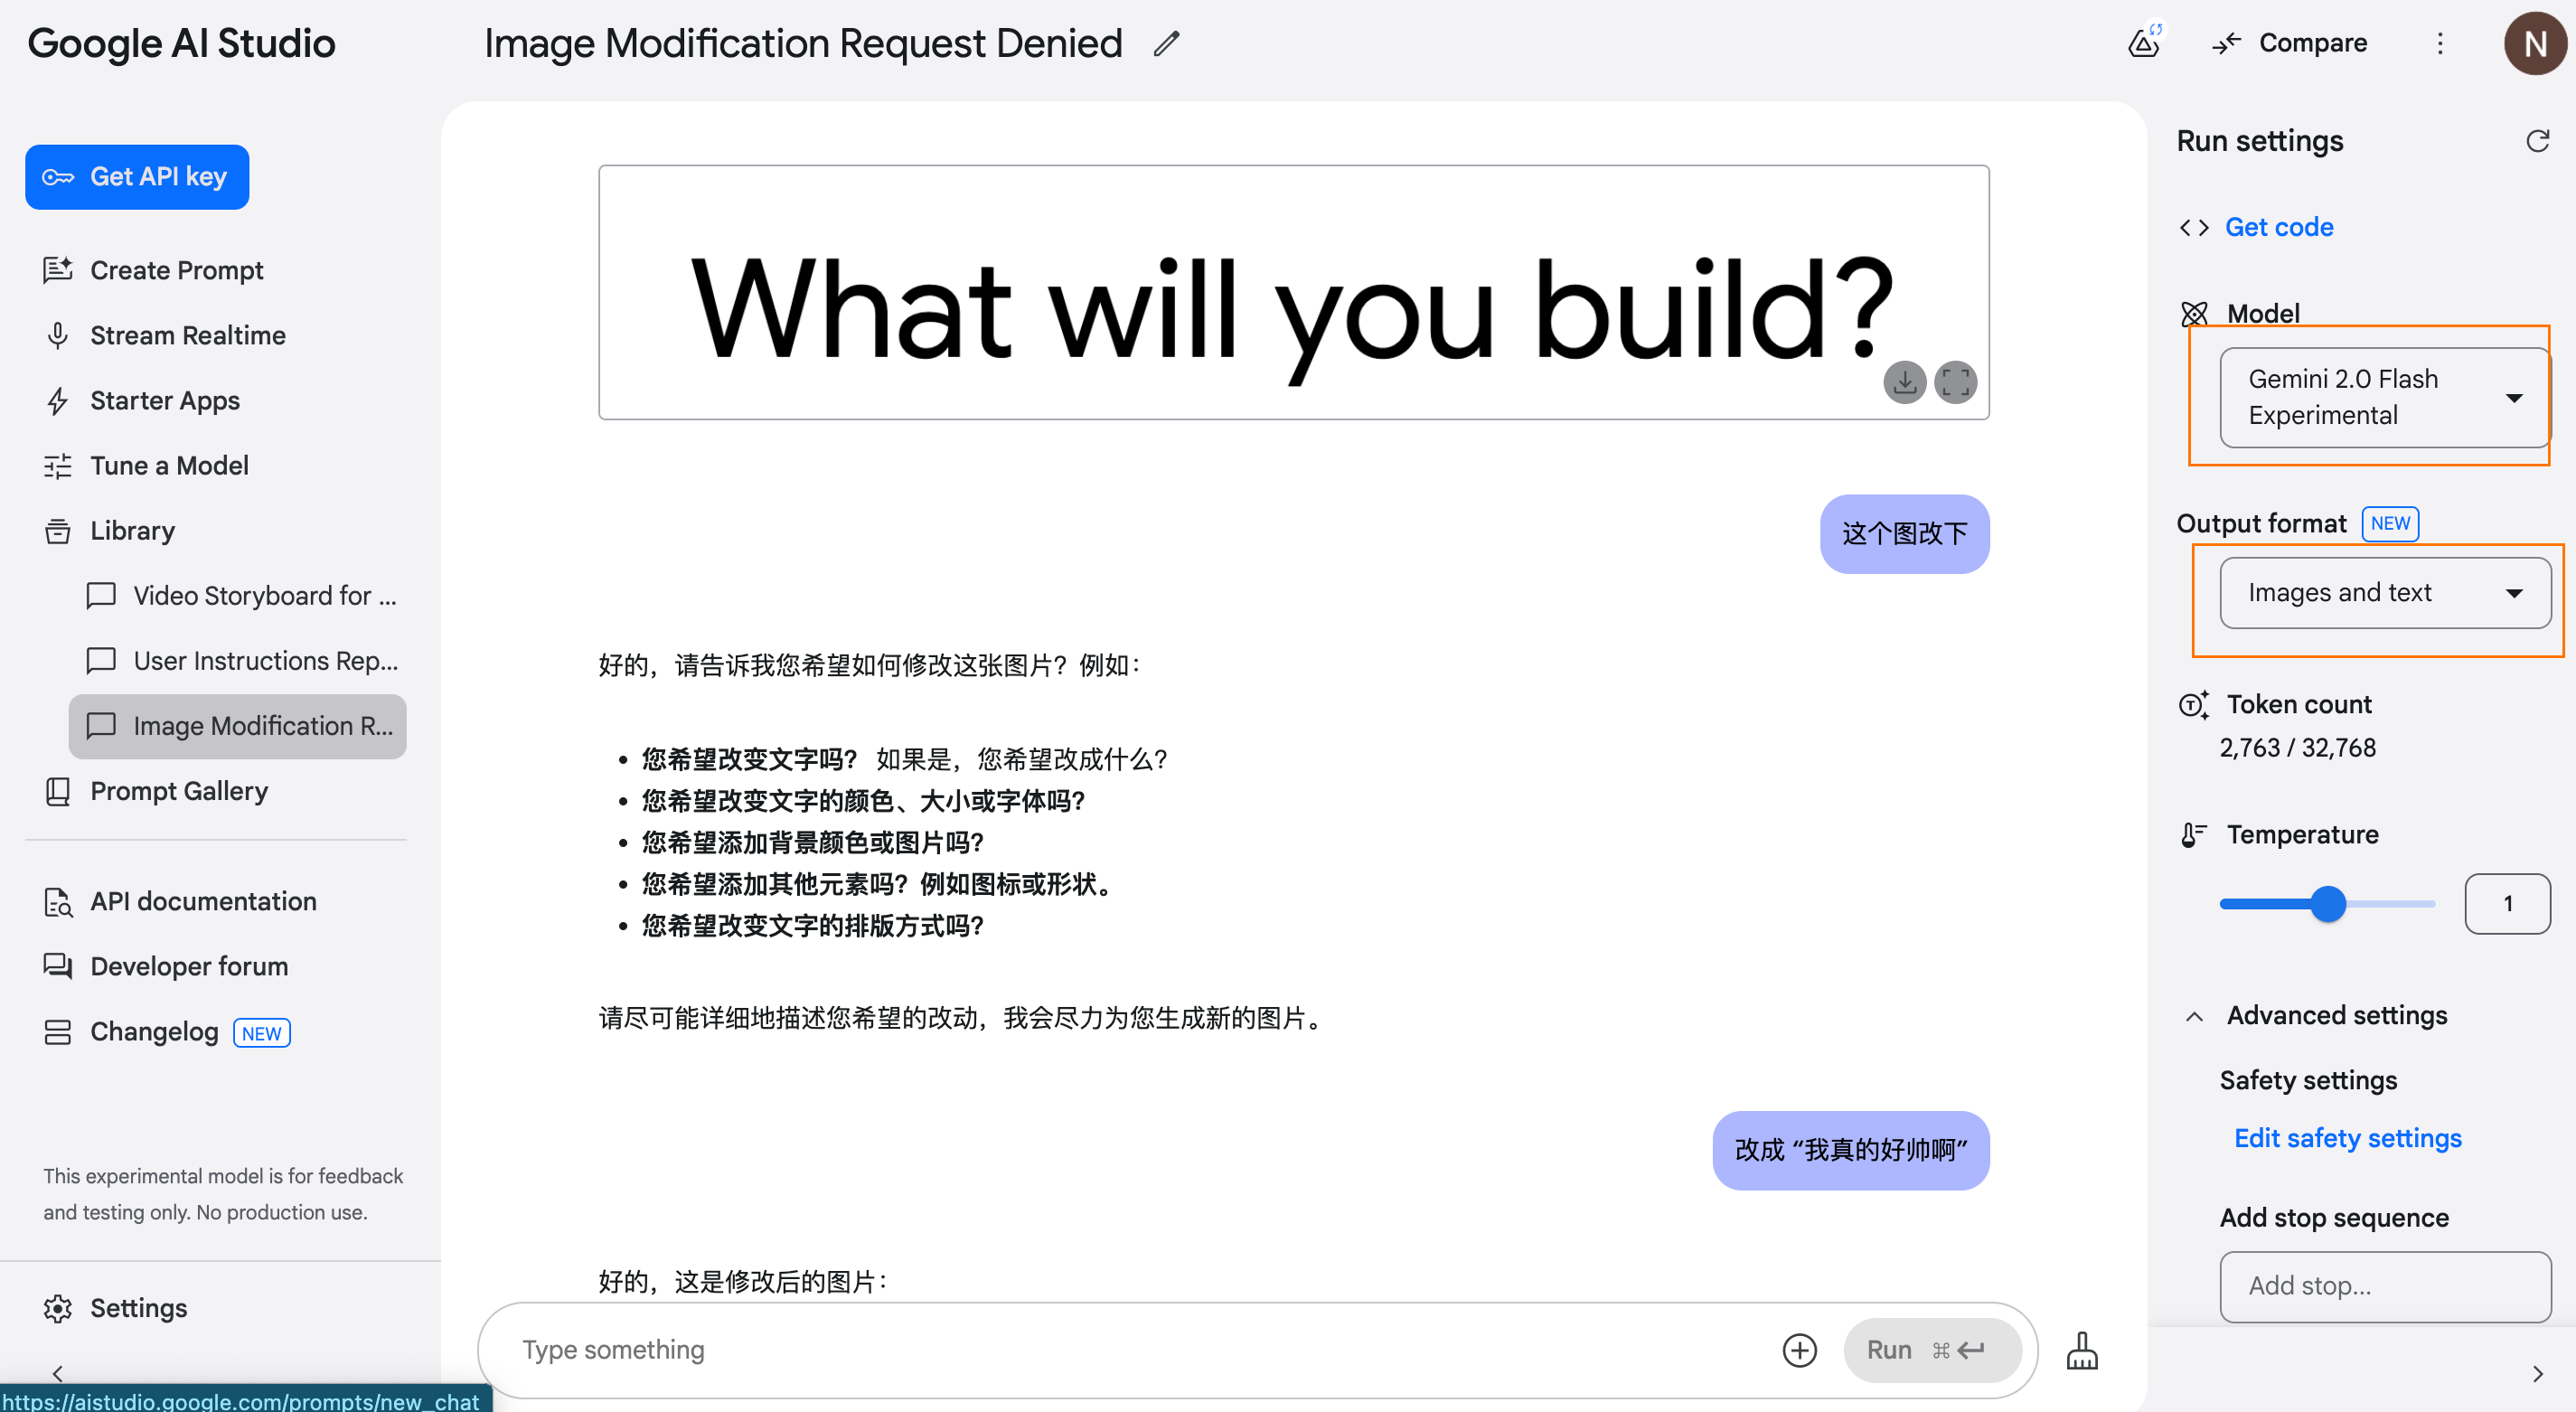 Google AI Studio
Image Modification Request Denied
Compare
N
Get API key
Create Prompt
Stream Realtime
Starter Apps
Tune a Model
Library
Video Storyboard for ...
User Instructions Rep...
Image Modification R...
Prompt Gallery
API documentation
Developer forum
Changelog NEW
This experimental model is for feedback
and testing only. No production use.
Settings
https://aistudio.google.com/prompts/new_chat
What will you build?
这个图改下
好的，请告诉我您希望如何修改这张图片？例如：
• 您希望改变文字吗？ 如果是，您希望改成什么？
• 您希望改变文字的颜色、大小或字体吗？
• 您希望添加背景颜色或图片吗？
• 您希望添加其他元素吗？例如图标或形状。
• 您希望改变文字的排版方式吗？
请尽可能详细地描述您希望的改动，我会尽力为您生成新的图片。
改成 “我真的好帅啊”
好的，这是修改后的图片：
Type something
Run ⌘
Run settings
Get code
Model
Gemini 2.0 Flash
Experimental
Output format NEW
Images and text
Token count
2,763 / 32,768
Temperature
1
Advanced settings
Safety settings
Edit safety settings
Add stop sequence
Add stop...